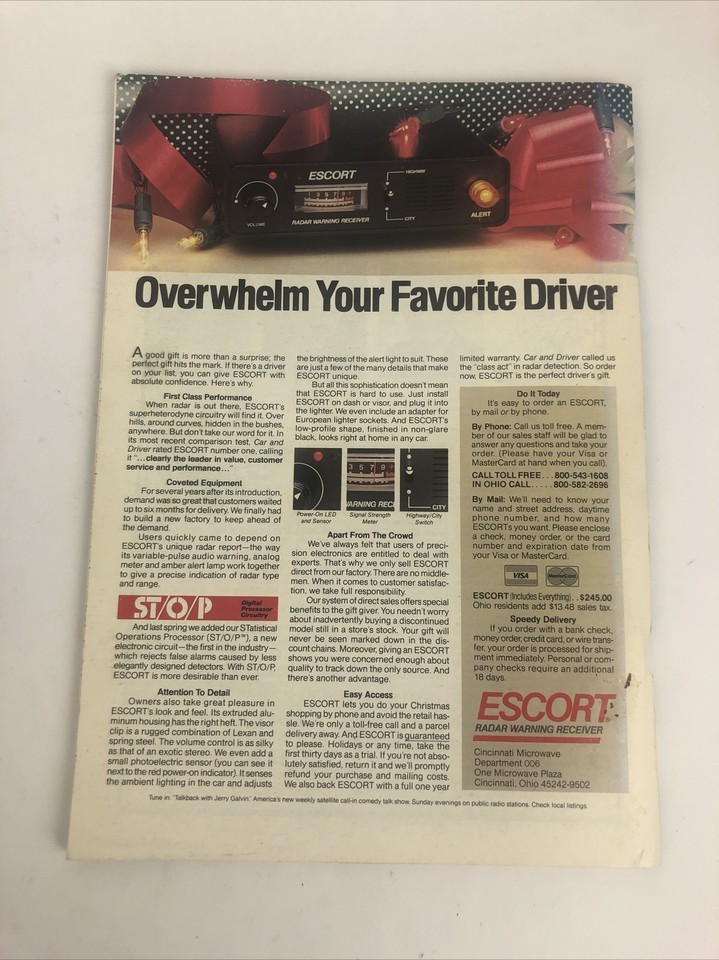 ESCORT
HIGHWAY
VOLUME
RADAR WARNING RECEIVER
CITY
ALERT
Overwhelm Your Favorite Driver
A good gift is more than a surprise; the
perfect gift hits the mark. If there's a driver
on your list, you can give ESCORT with
absolute confidence. Here's why.
First Class Performance
When radar is out there, ESCORT's
superheterodyne circuitry will find it. Over
hills, around curves, hidden in the bushes,
anywhere. But don't take our word for it. In
its most recent comparison test, Car and
Driver rated ESCORT number one, calling
it "...clearly the leader in value, customer
service and performance..."
Coveted Equipment
For several years after its introduction,
demand was so great that customers waited
up to six months for delivery. We finally had
to build a new factory to keep ahead of
the demand.
Users quickly came to depend on
ESCORT's unique radar report—the way
its variable-pulse audio warning, analog
meter and amber alert lamp work together
to give a precise indication of radar type
and range.
ST/O/P
Digital
Processor
Circuitry
And last spring we added our STatistical
Operations Processor (ST/O/P™), a new
electronic circuit—the first in the industry—
which rejects false alarms caused by less
elegantly designed detectors. With ST/O/P,
ESCORT is more desirable than ever.
Attention To Detail
Owners also take great pleasure in
ESCORT's look and feel. Its extruded alu-
minum housing has the right heft. The visor
clip is a rugged combination of Lexan and
spring steel. The volume control is as silky
as that of an exotic stereo. We even add a
small photoelectric sensor (you can see it
next to the red power-on indicator). It senses
the ambient lighting in the car and adjusts
the brightness of the alert light to suit. These
are just a few of the many details that make
ESCORT unique.
But all this sophistication doesn't mean
that ESCORT is hard to use. Just install
ESCORT on dash or visor, and plug it into
the lighter. We even include an adapter for
European lighter sockets. And ESCORT's
low-profile shape, finished in non-glare
black, looks right at home in any car.
3 5 7 9
WARNING REC
CITY
Power-On LED
and Sensor
Signal Strength
Meter
Highway/City
Switch
Apart From The Crowd
We've always felt that users of preci-
sion electronics are entitled to deal with
experts. That's why we only sell ESCORT
direct from our factory. There are no middle-
men. When it comes to customer satisfac-
tion, we take full responsibility.
Our system of direct sales offers special
benefits to the gift giver. You needn't worry
about inadvertently buying a discontinued
model still in a store's stock. Your gift will
never be seen marked down in the dis-
count chains. Moreover, giving an ESCORT
shows you were concerned enough about
quality to track down the only source. And
there's another advantage.
Easy Access
ESCORT lets you do your Christmas
shopping by phone and avoid the retail has-
sle. We're only a toll-free call and a parcel
delivery away. And ESCORT is guaranteed
to please. Holidays or any time, take the
first thirty days as a trial. If you're not abso-
lutely satisfied, return it and we'll promptly
refund your purchase and mailing costs.
We also back ESCORT with a full one year
limited warranty. Car and Driver called us
the "class act" in radar detection. So order
now, ESCORT is the perfect driver's gift.
Do It Today
It's easy to order an ESCORT,
by mail or by phone.
By Phone: Call us toll free. A mem-
ber of our sales staff will be glad to
answer any questions and take your
order. (Please have your Visa or
MasterCard at hand when you call).
CALL TOLL FREE...800-543-1608
IN OHIO CALL.....800-582-2696
By Mail: We'll need to know your
name and street address, daytime
phone number, and how many
ESCORTs you want. Please enclose
a check, money order, or the card
number and expiration date from
your Visa or MasterCard.
VISA
MasterCard
ESCORT (Includes Everything)..$245.00
Ohio residents add $13.48 sales tax.
Speedy Delivery
If you order with a bank check,
money order, credit card, or wire trans-
fer, your order is processed for ship-
ment immediately. Personal or com-
pany checks require an additional
18 days.
ESCORT
RADAR WARNING RECEIVER
Cincinnati Microwave
Department 006
One Microwave Plaza
Cincinnati, Ohio 45242-9502
Tune in: "Talkback with Jerry Galvin." America's new weekly satellite call-in comedy talk show. Sunday evenings on public radio stations. Check local listings.